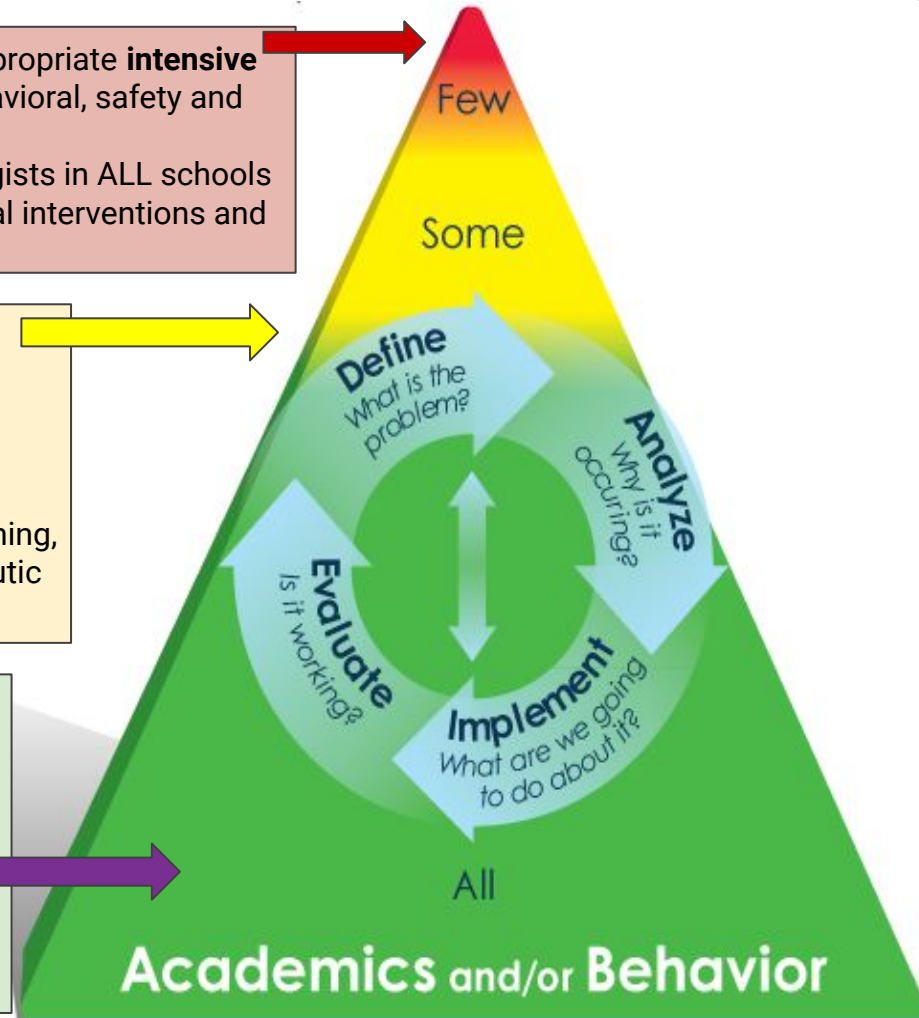 propriate intensive
avioral, safety and
gists in ALL schools
al interventions and
ning,
utic
Few
Some
Define
What is the
problem?
Analyze
Why is it
occuring?
Implement
What are we going
to do about it?
Evaluate
Is it working?
All
Academics and/or Behavior